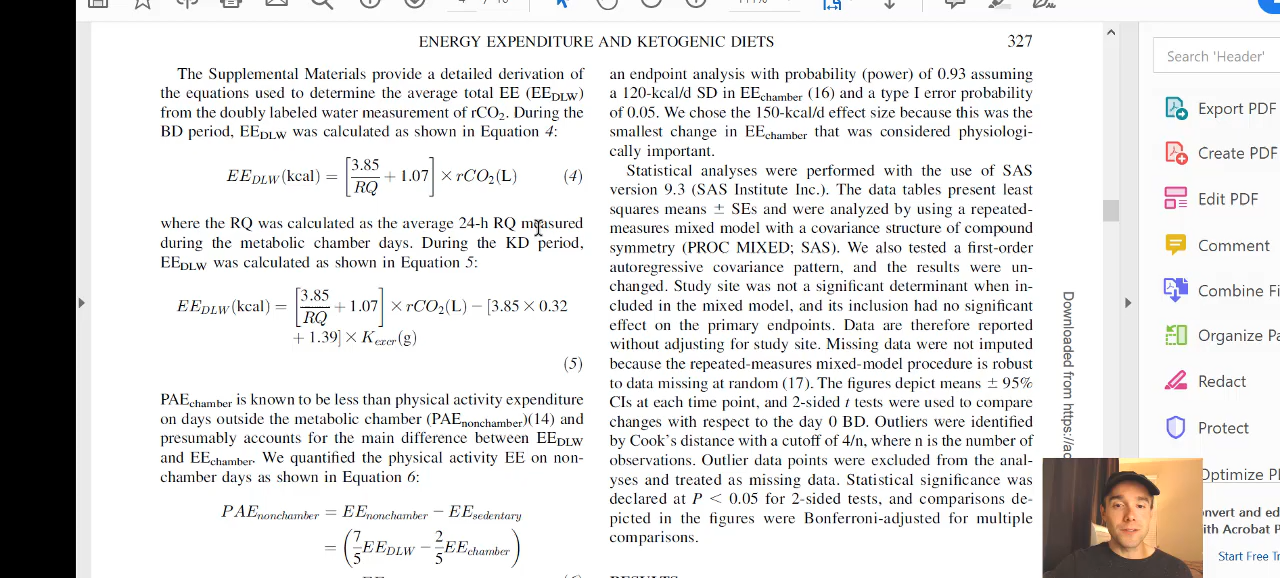 ENERGY EXPENDITURE AND KETOGENIC DIETS
327
The Supplemental Materials provide a detailed derivation of
the equations used to determine the average total EE (EEDLW)
from the doubly labeled water measurement of rCO2. During the
BD period, EEDLW was calculated as shown in Equation 4:
EEDLW(kcal) = [3.85/RQ + 1.07] × rCO2(L) (4)
where the RQ was calculated as the average 24-h RQ measured
during the metabolic chamber days. During the KD period,
EEDLW was calculated as shown in Equation 5:
EEDLW(kcal) = [3.85/RQ + 1.07] × rCO2(L) − [3.85 × 0.32
+ 1.39] × Kexcr(g)
(5)
PAEchamber is known to be less than physical activity expenditure
on days outside the metabolic chamber (PAEnonchamber)(14) and
presumably accounts for the main difference between EEDLW
and EEchamber. We quantified the physical activity EE on non-
chamber days as shown in Equation 6:
PAEnonchamber = EEnonchamber − EEsedentary
= (7/5 EEDLW − 2/5 EEchamber)
an endpoint analysis with probability (power) of 0.93 assuming
a 120-kcal/d SD in EEchamber (16) and a type I error probability
of 0.05. We chose the 150-kcal/d effect size because this was the
smallest change in EEchamber that was considered physiologi-
cally important.
Statistical analyses were performed with the use of SAS
version 9.3 (SAS Institute Inc.). The data tables present least
squares means ± SEs and were analyzed by using a repeated-
measures mixed model with a covariance structure of compound
symmetry (PROC MIXED; SAS). We also tested a first-order
autoregressive covariance pattern, and the results were un-
changed. Study site was not a significant determinant when in-
cluded in the mixed model, and its inclusion had no significant
effect on the primary endpoints. Data are therefore reported
without adjusting for study site. Missing data were not imputed
because the repeated-measures mixed-model procedure is robust
to data missing at random (17). The figures depict means ± 95%
CIs at each time point, and 2-sided t tests were used to compare
changes with respect to the day 0 BD. Outliers were identified
by Cook's distance with a cutoff of 4/n, where n is the number of
observations. Outlier data points were excluded from the anal-
yses and treated as missing data. Statistical significance was
declared at P < 0.05 for 2-sided tests, and comparisons de-
picted in the figures were Bonferroni-adjusted for multiple
comparisons.
Downloaded from https://ac
Search 'Header'
Export PDF
Create PDF
Edit PDF
Comment
Combine Fi
Organize Pa
Redact
Protect
Optimize P
nvert and ed
ith Acrobat P
Start Free Tr